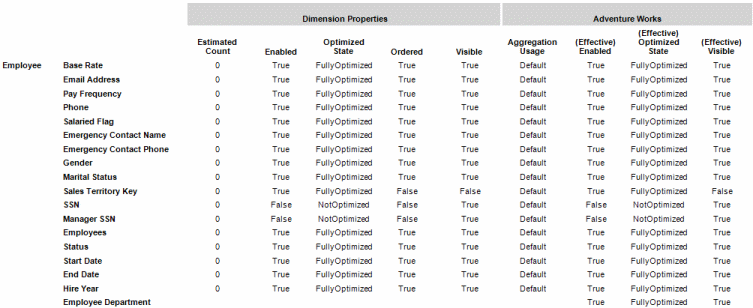 Dimension Properties Adventure Works
(Effective)
Estimated Optimized Aggregation (Effective) Optimized (Effective)
Count Enabled State Ordered Visible Usage Enabled State Visible
Employee Base Rate 0 True FullyOptimized True True Default True FullyOptimized True
Email Address 0 True FullyOptimized True True Default True FullyOptimized True
Pay Frequency 0 True FullyOptimized True True Default True FullyOptimized True
Phone 0 True FullyOptimized True True Default True FullyOptimized True
Salaried Flag 0 True FullyOptimized True True Default True FullyOptimized True
Emergency Contact Name 0 True FullyOptimized True True Default True FullyOptimized True
Emergency Contact Phone 0 True FullyOptimized True True Default True FullyOptimized True
Gender 0 True FullyOptimized True True Default True FullyOptimized True
Marital Status 0 True FullyOptimized True True Default True FullyOptimized True
Sales Territory Key 0 True FullyOptimized False False Default True FullyOptimized False
SSN 0 False NotOptimized False True Default False NotOptimized True
Manager SSN 0 False NotOptimized False True Default False NotOptimized True
Employees 0 True FullyOptimized True True Default True FullyOptimized True
Status 0 True FullyOptimized True True Default True FullyOptimized True
Start Date 0 True FullyOptimized True True Default True FullyOptimized True
End Date 0 True FullyOptimized True True Default True FullyOptimized True
Hire Year 0 True FullyOptimized True True Default True FullyOptimized True
Employee Department True FullyOptimized True